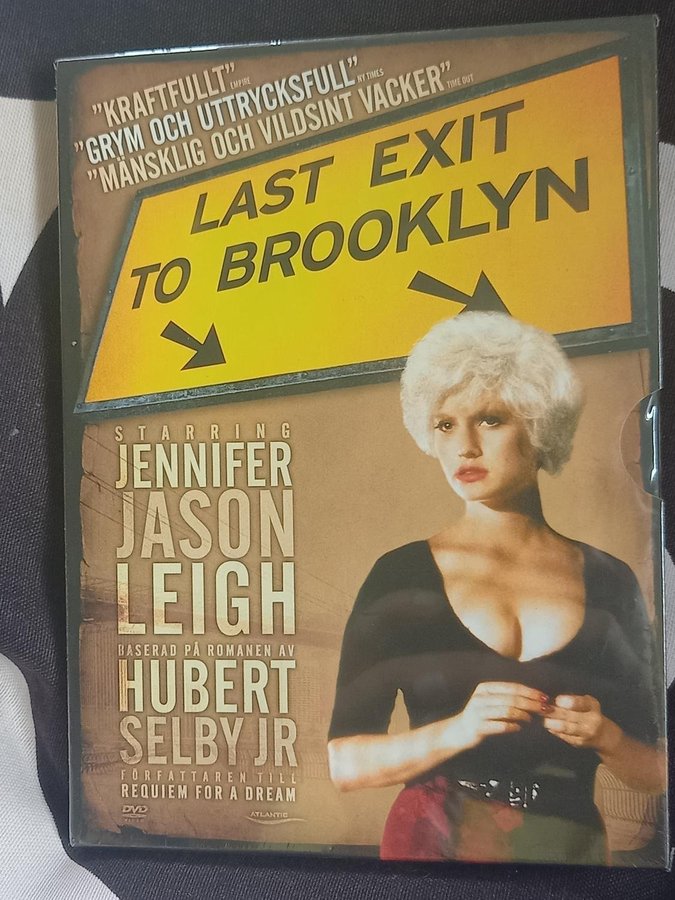 "KRAFTFULLT" EMPIRE
"GRYM OCH UTTRYCKSFULL" NY TIMES
"MÄNSKLIG OCH VILDSINT VACKER" TIME OUT
LAST EXIT
TO BROOKLYN
STARRING
JENNIFER
JASON
LEIGH
BASERAD PÅ ROMANEN AV
HUBERT
SELBY JR
FÖRFATTAREN TILL
REQUIEM FOR A DREAM
DVD
VIDEO
ATLANTIC